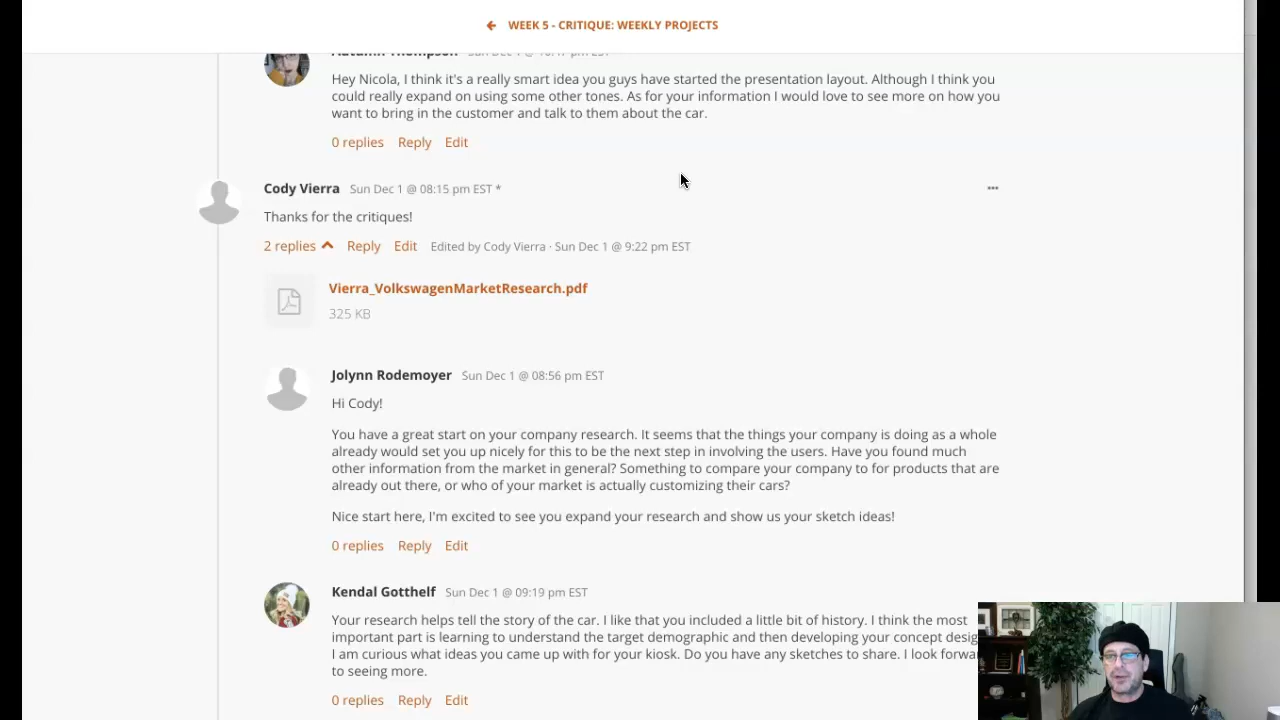 WEEK 5 - CRITIQUE: WEEKLY PROJECTS
Hey Nicola, I think it's a really smart idea you guys have started the presentation layout. Although I think you
could really expand on using some other tones. As for your information I would love to see more on how you
want to bring in the customer and talk to them about the car.
0 replies Reply Edit
Cody Vierra Sun Dec 1 @ 08:15 pm EST *
Thanks for the critiques!
2 replies Reply Edit Edited by Cody Vierra · Sun Dec 1 @ 9:22 pm EST
Vierra_VolkswagenMarketResearch.pdf
325 KB
Jolynn Rodemoyer Sun Dec 1 @ 08:56 pm EST
Hi Cody!
You have a great start on your company research. It seems that the things your company is doing as a whole
already would set you up nicely for this to be the next step in involving the users. Have you found much
other information from the market in general? Something to compare your company to for products that are
already out there, or who of your market is actually customizing their cars?
Nice start here, I'm excited to see you expand your research and show us your sketch ideas!
0 replies Reply Edit
Kendal Gotthelf Sun Dec 1 @ 09:19 pm EST
Your research helps tell the story of the car. I like that you included a little bit of history. I think the most
important part is learning to understand the target demographic and then developing your concept desig
I am curious what ideas you came up with for your kiosk. Do you have any sketches to share. I look forwa
to seeing more.
0 replies Reply Edit